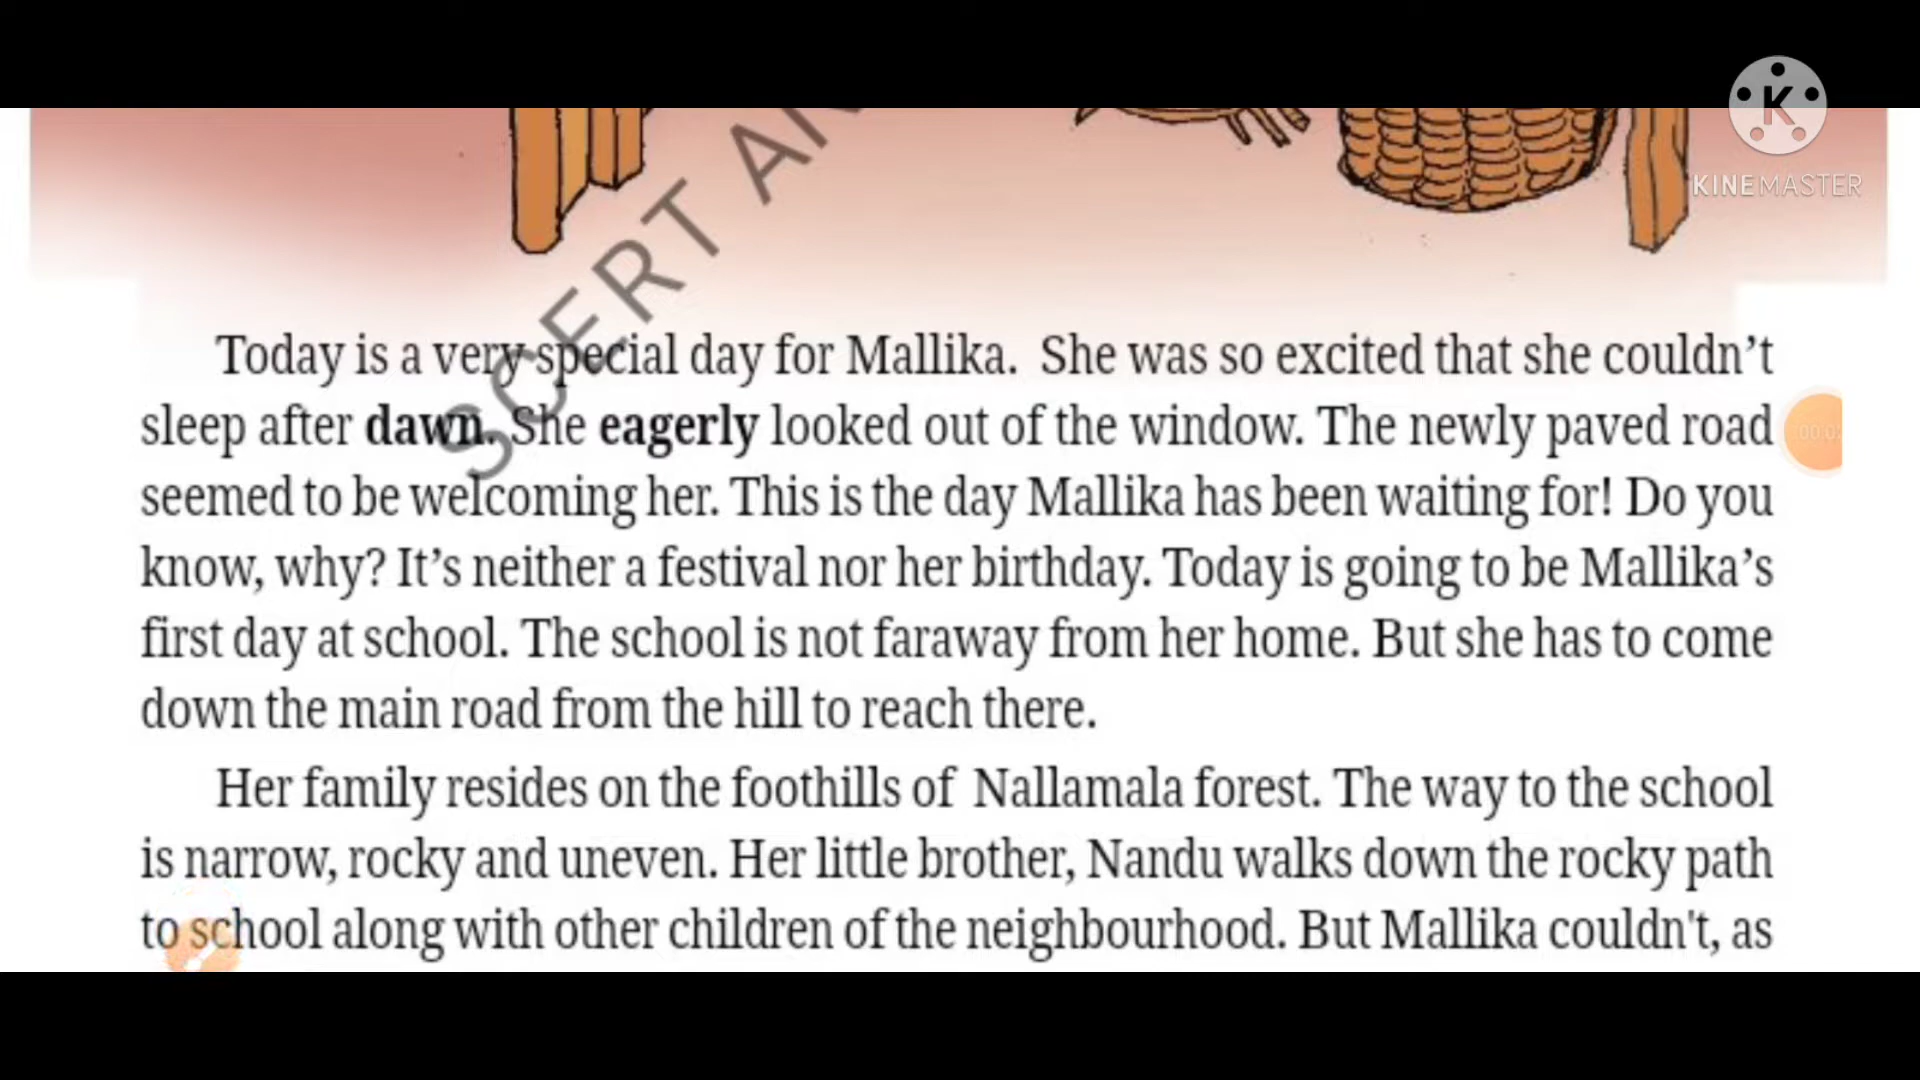 KINEMASTER
SCERT
Today is a very special day for Mallika. She was so excited that she couldn’t
sleep after dawn. She eagerly looked out of the window. The newly paved road
seemed to be welcoming her. This is the day Mallika has been waiting for! Do you
know, why? It’s neither a festival nor her birthday. Today is going to be Mallika’s
first day at school. The school is not faraway from her home. But she has to come
down the main road from the hill to reach there.
Her family resides on the foothills of Nallamala forest. The way to the school
is narrow, rocky and uneven. Her little brother, Nandu walks down the rocky path
to school along with other children of the neighbourhood. But Mallika couldn't, as